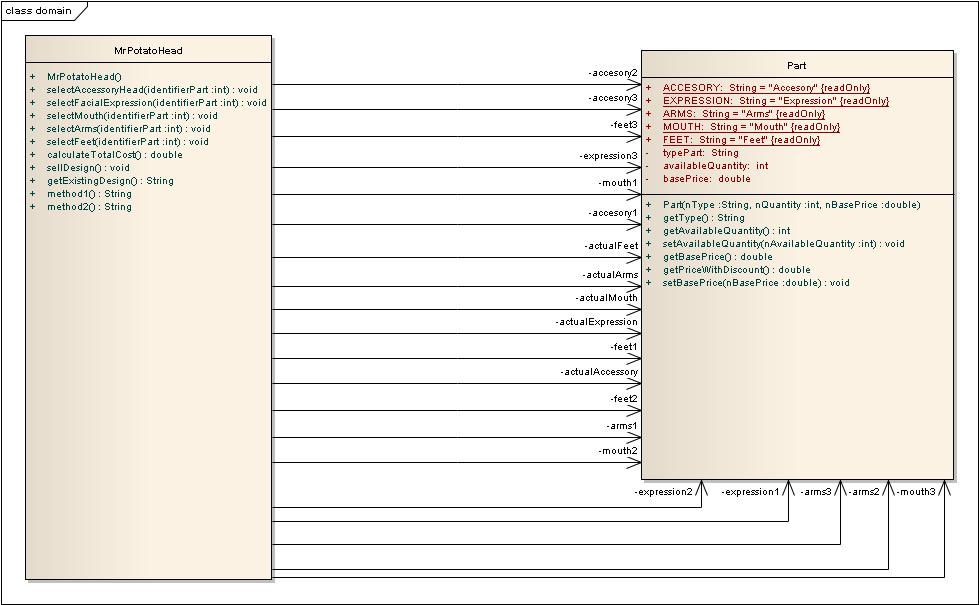 class domain
MrPotatoHead
+ MrPotatoHead()
+ selectAccessoryHead(identifierPart :int) : void
+ selectFacialExpression(identifierPart :int) : void
+ selectMouth(identifierPart :int) : void
+ selectArms(identifierPart :int) : void
+ selectFeet(identifierPart :int) : void
+ calculateTotalCost() : double
+ sellDesign() : void
+ getExistingDesign() : String
+ method1() : String
+ method2() : String
-accesory2
-accesory3
-feet3
-expression3
-mouth1
-accesory1
-actualFeet
-actualArms
-actualMouth
-actualExpression
-feet1
-actualAccessory
-feet2
-arms1
-mouth2
Part
+ ACCESORY: String = "Accesory" {readOnly}
+ EXPRESSION: String = "Expression" {readOnly}
+ ARMS: String = "Arms" {readOnly}
+ MOUTH: String = "Mouth" {readOnly}
+ FEET: String = "Feet" {readOnly}
- typePart: String
- availableQuantity: int
- basePrice: double
+ Part(nType :String, nQuantity :int, nBasePrice :double)
+ getType() : String
+ getAvailableQuantity() : int
+ setAvailableQuantity(nAvailableQuantity :int) : void
+ getBasePrice() : double
+ getPriceWithDiscount() : double
+ setBasePrice(nBasePrice :double) : void
-expression2
-expression1
-arms3
-arms2
-mouth3